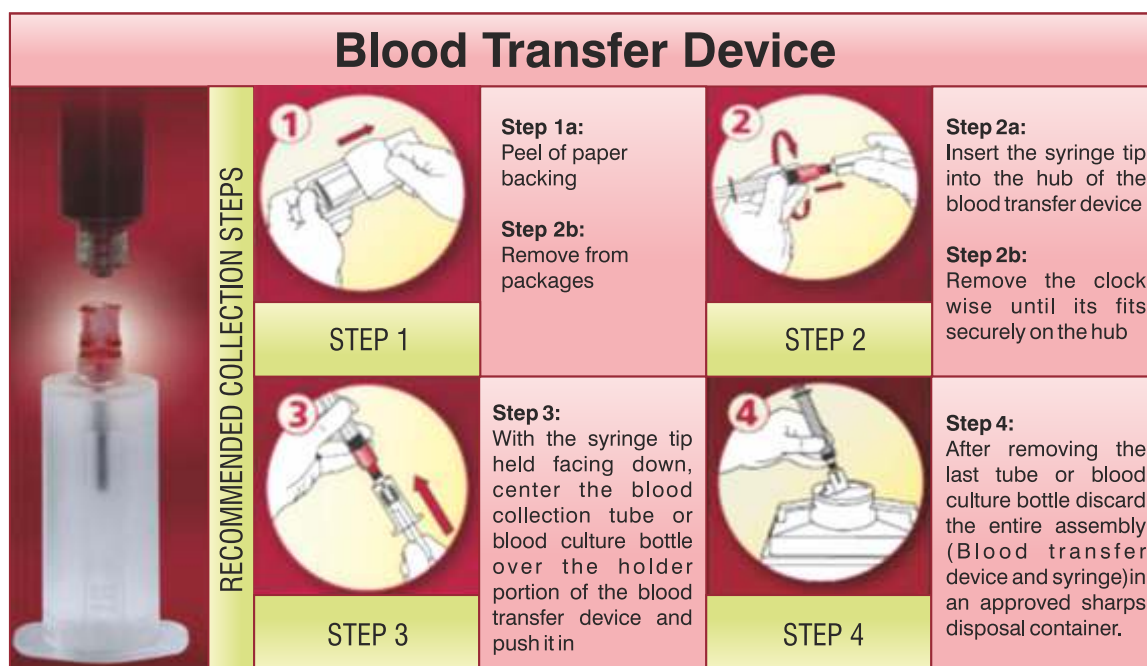 Blood Transfer Device
RECOMMENDED COLLECTION STEPS
1
Step 1a:
Peel of paper
backing
Step 2b:
Remove from
packages
STEP 1
2
Step 2a:
Insert the syringe tip
into the hub of the
blood transfer device
Step 2b:
Remove the clock
wise until its fits
securely on the hub
STEP 2
3
Step 3:
With the syringe tip
held facing down,
center the blood
collection tube or
blood culture bottle
over the holder
portion of the blood
transfer device and
push it in
STEP 3
4
Step 4:
After removing the
last tube or blood
culture bottle discard
the entire assembly
(Blood transfer
device and syringe)in
an approved sharps
disposal container.
STEP 4